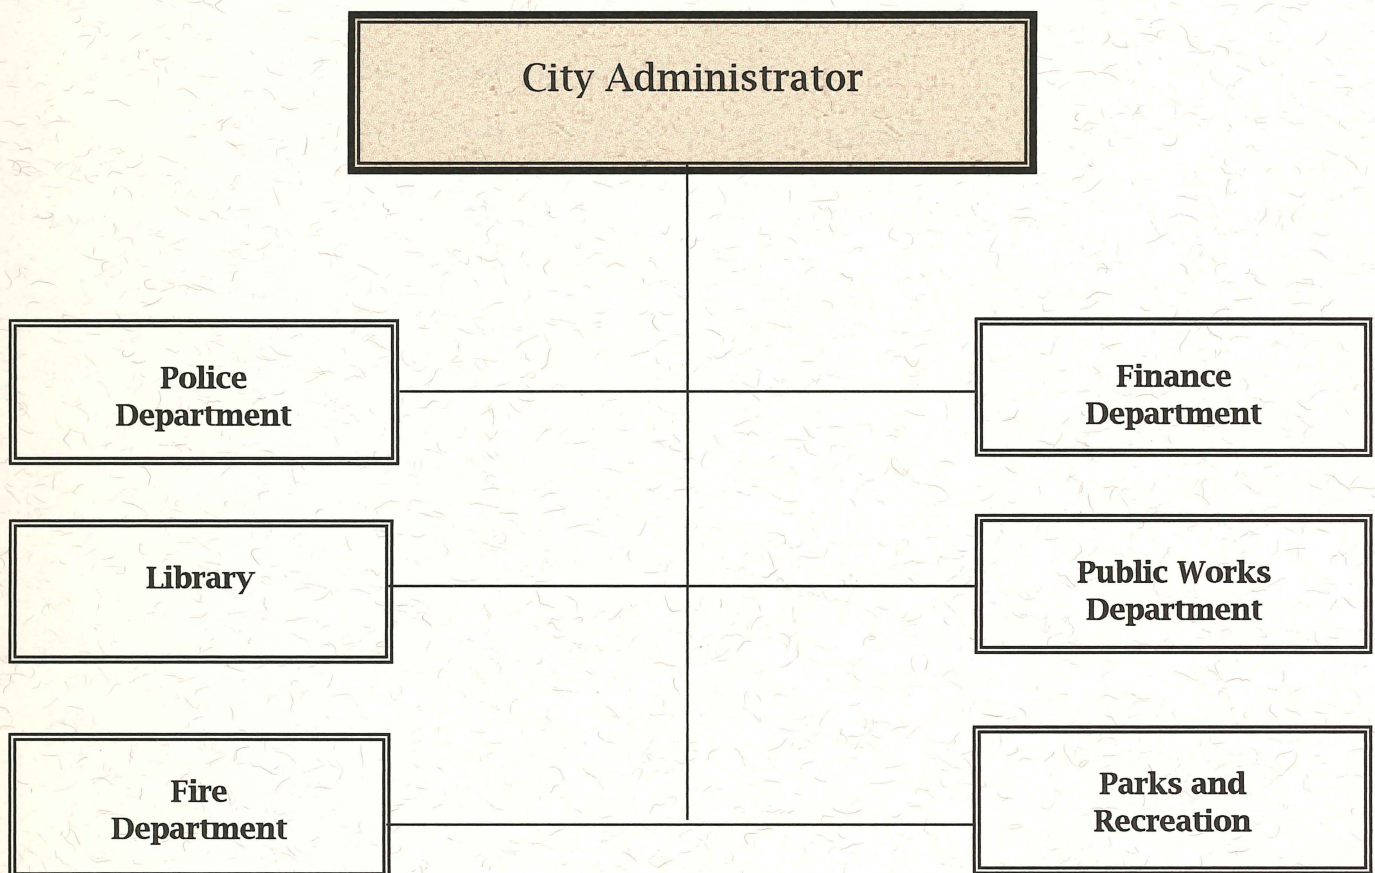 City Administrator
Police
Department
Finance
Department
Library
Public Works
Department
Fire
Department
Parks and
Recreation